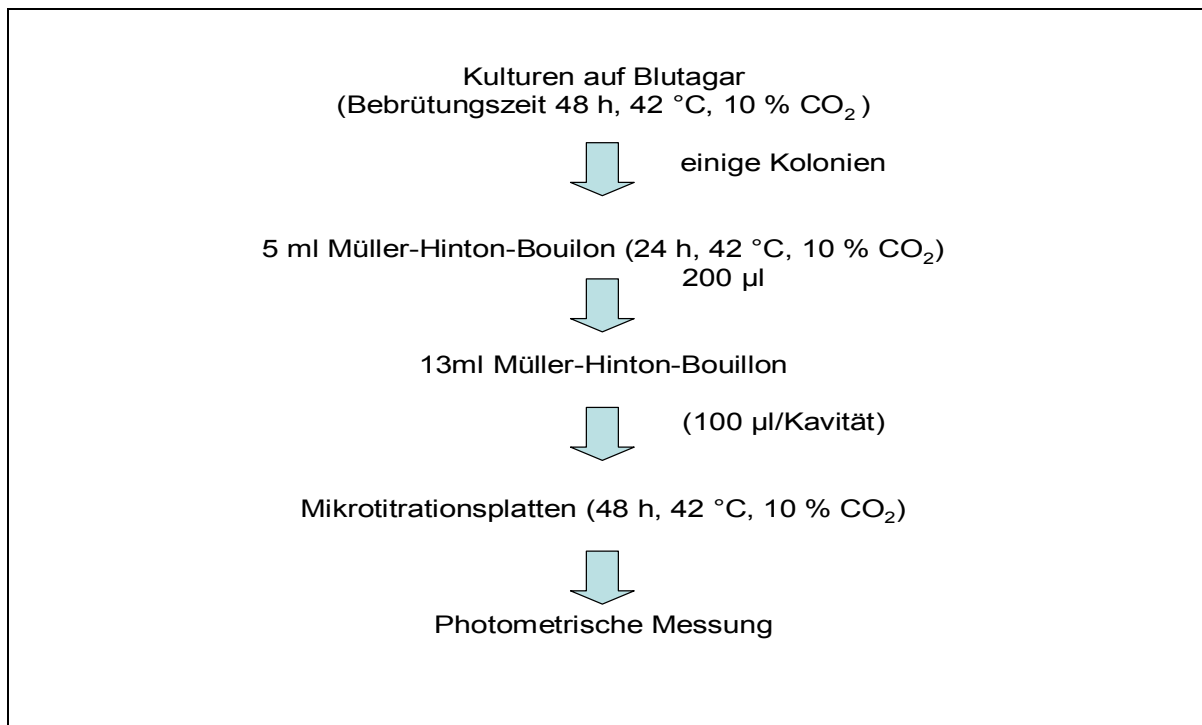 Kulturen auf Blutagar
(Bebrütungszeit 48 h, 42 °C, 10 % CO₂ )
einige Kolonien
5 ml Müller-Hinton-Bouilon (24 h, 42 °C, 10 % CO₂)
200 µl
13ml Müller-Hinton-Bouillon
(100 µl/Kavität)
Mikrotitrationsplatten (48 h, 42 °C, 10 % CO₂)
Photometrische Messung